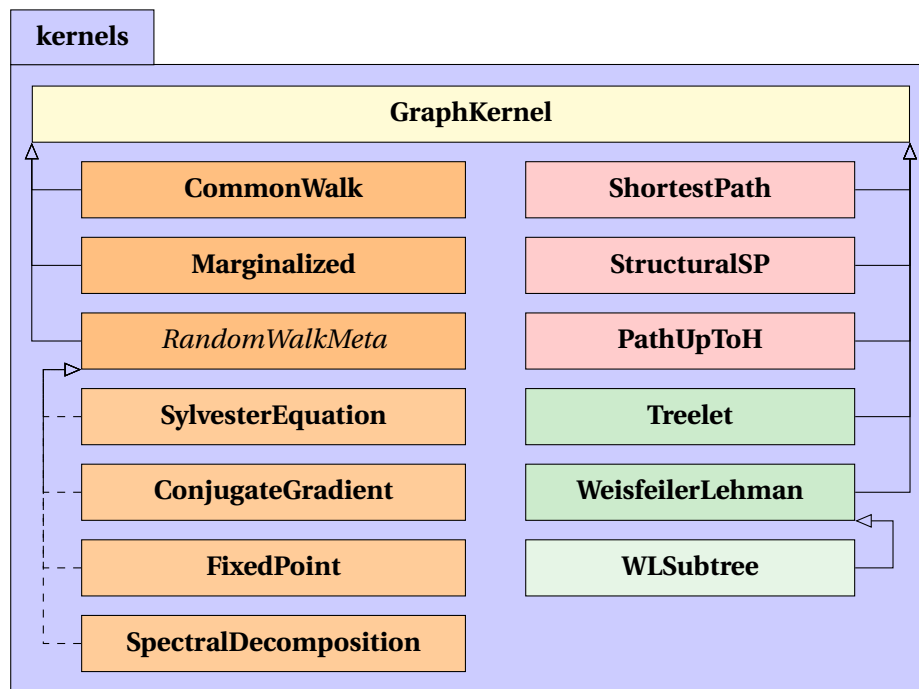 kernels
GraphKernel
CommonWalk
Marginalized
RandomWalkMeta
SylvesterEquation
ConjugateGradient
FixedPoint
SpectralDecomposition
ShortestPath
StructuralSP
PathUpToH
Treelet
WeisfeilerLehman
WLSubtree